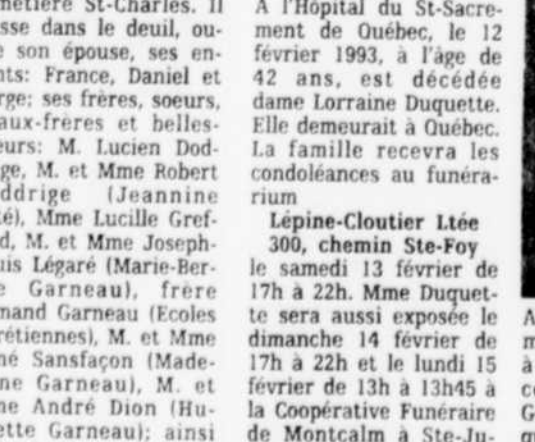 metière St-Charles. Il
sse dans le deuil, ou-
e son épouse, ses en-
nts: France, Daniel et
rge; ses frères, soeurs,
aux-frères et belles-
eurs: M. Lucien Dod-
ge, M. et Mme Robert
ddrige (Jeannine
té), Mme Lucille Gref-
d, M. et Mme Joseph-
uis Légaré (Marie-Ber-
e Garneau), frère
mand Garneau (Ecoles
rétiennes), M. et Mme
né Sansfaçon (Made-
ne Garneau), M. et
me André Dion (Hu-
ette Garneau); ainsi
A l'Hôpital du St-Sacre-
ment de Québec, le 12
février 1993, à l'âge de
42 ans, est décédée
dame Lorraine Duquette.
Elle demeurait à Québec.
La famille recevra les
condoléances au funéra-
rium
Lépine-Cloutier Ltée
300, chemin Ste-Foy
le samedi 13 février de
17h à 22h. Mme Duquet-
te sera aussi exposée le
dimanche 14 février de
17h à 22h et le lundi 15
février de 13h à 13h45 à
la Coopérative Funéraire
de Montcalm à Ste-Ju-
A
m
à
c
G